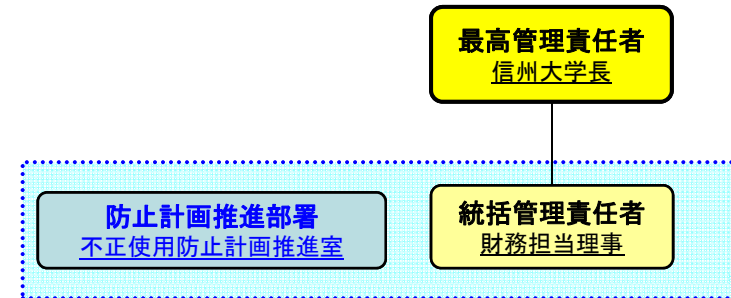 最高管理責任者
信州大学長
防止計画推進部署
不正使用防止計画推進室
統括管理責任者
財務担当理事